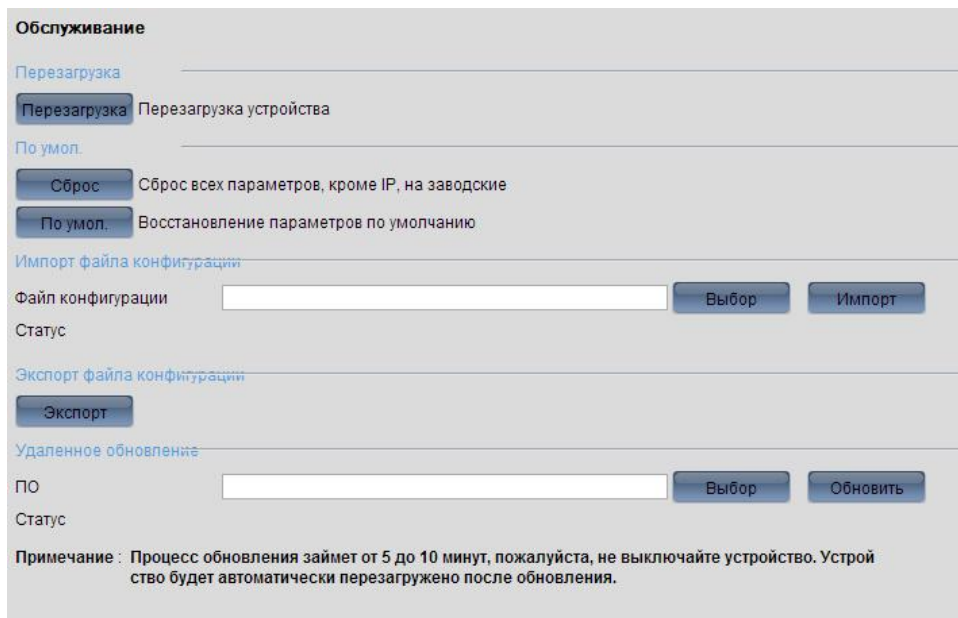 Обслуживание
Перезагрузка
Перезагрузка Перезагрузка устройства
По умол.
Сброс Сброс всех параметров, кроме IP, на заводские
По умол. Восстановление параметров по умолчанию
Импорт файла конфигурации
Файл конфигурации Выбор Импорт
Статус
Экспорт файла конфигурации
Экспорт
Удаленное обновление
ПО Выбор Обновить
Статус
Примечание : Процесс обновления займет от 5 до 10 минут, пожалуйста, не выключайте устройство. Устрой
ство будет автоматически перезагружено после обновления.